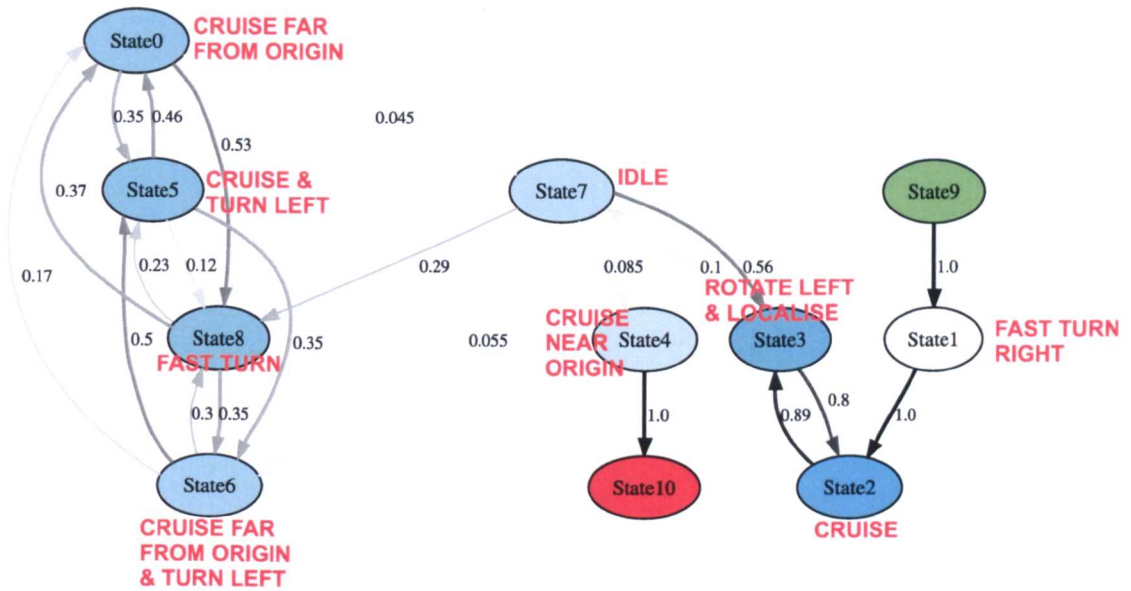 State0
CRUISE FAR
FROM ORIGIN
0.35
0.46
0.045
0.53
State5
CRUISE &
TURN LEFT
State7
IDLE
State9
0.37
0.17
0.23
0.12
0.29
0.085
0.1
0.56
1.0
ROTATE LEFT
& LOCALISE
State8
FAST TURN
0.5
0.35
0.055
CRUISE
NEAR
ORIGIN
State4
State3
State1
FAST TURN
RIGHT
0.3
0.35
1.0
0.89
0.8
1.0
State6
State10
State2
CRUISE FAR
FROM ORIGIN
& TURN LEFT
CRUISE